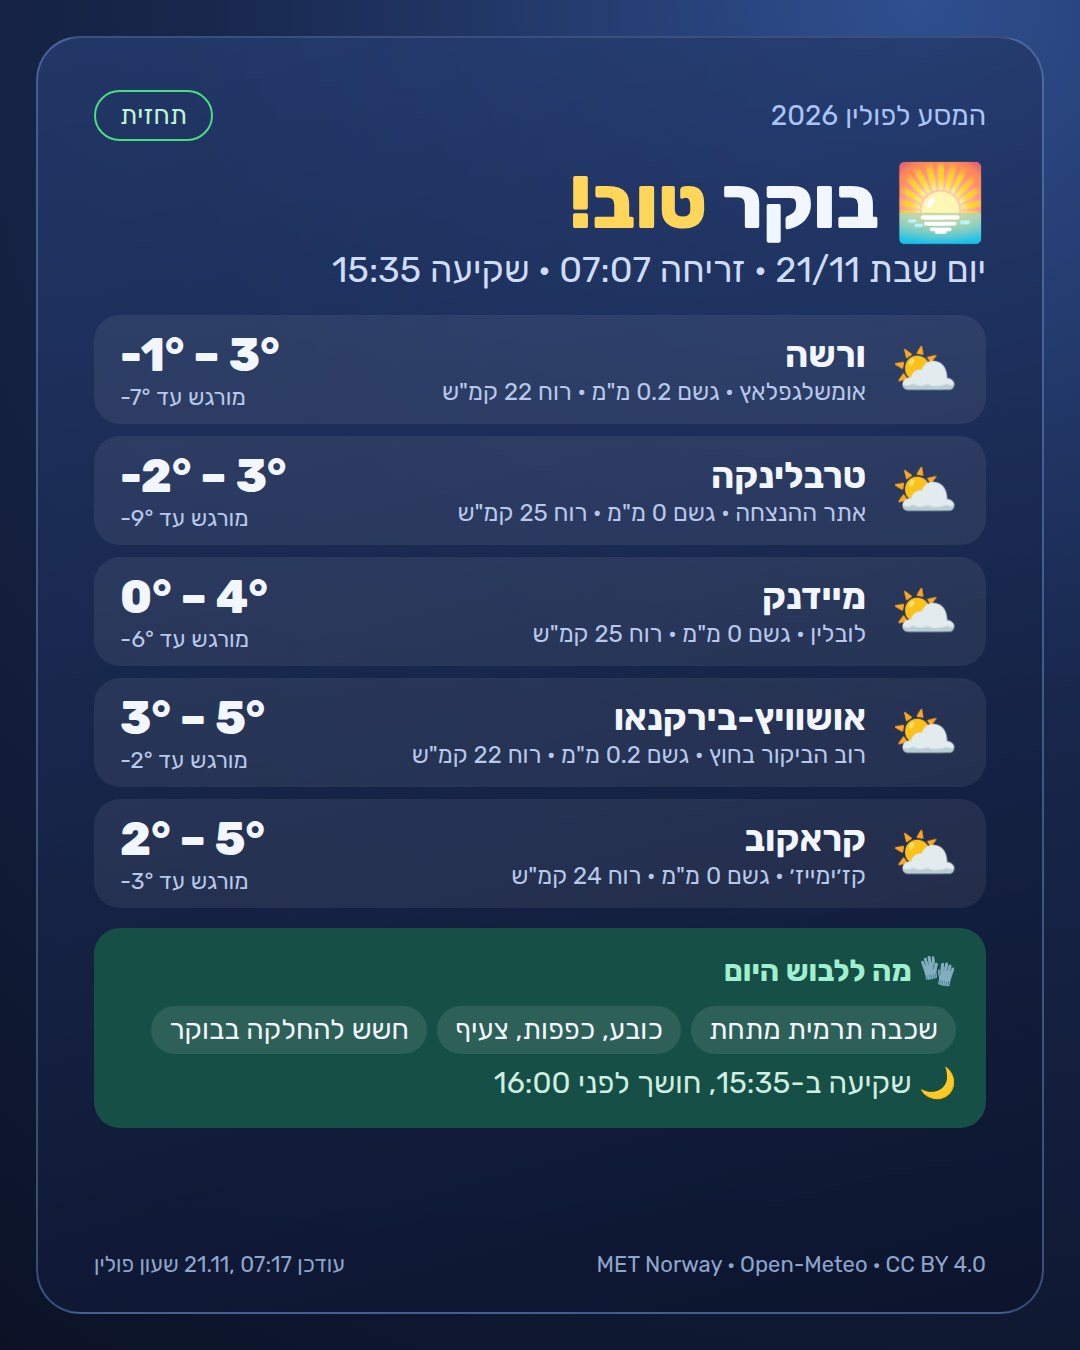 המסע לפולין 2026
תחזית
בוקר טוב!
יום שבת 21/11 • זריחה 07:07 • שקיעה 15:35
ורשה
אומשלגפלאץ • גשם 0.2 מ"מ • רוח 22 קמ"ש
-1° – 3°
מורגש עד -7°
טרבלינקה
אתר ההנצחה • גשם 0 מ"מ • רוח 25 קמ"ש
-2° – 3°
מורגש עד -9°
מיידנק
לובלין • גשם 0 מ"מ • רוח 25 קמ"ש
0° – 4°
מורגש עד -6°
אושוויץ-בירקנאו
רוב הביקור בחוץ • גשם 0.2 מ"מ • רוח 22 קמ"ש
3° – 5°
מורגש עד -2°
קראקוב
קז׳ימייז׳ • גשם 0 מ"מ • רוח 24 קמ"ש
2° – 5°
מורגש עד -3°
מה ללבוש היום
שכבה תרמית מתחת
כובע, כפפות, צעיף
חשש להחלקה בבוקר
שקיעה ב-15:35, חושך לפני 16:00
MET Norway • Open-Meteo • CC BY 4.0
עודכן 07:17 ,21.11 שעון פולין